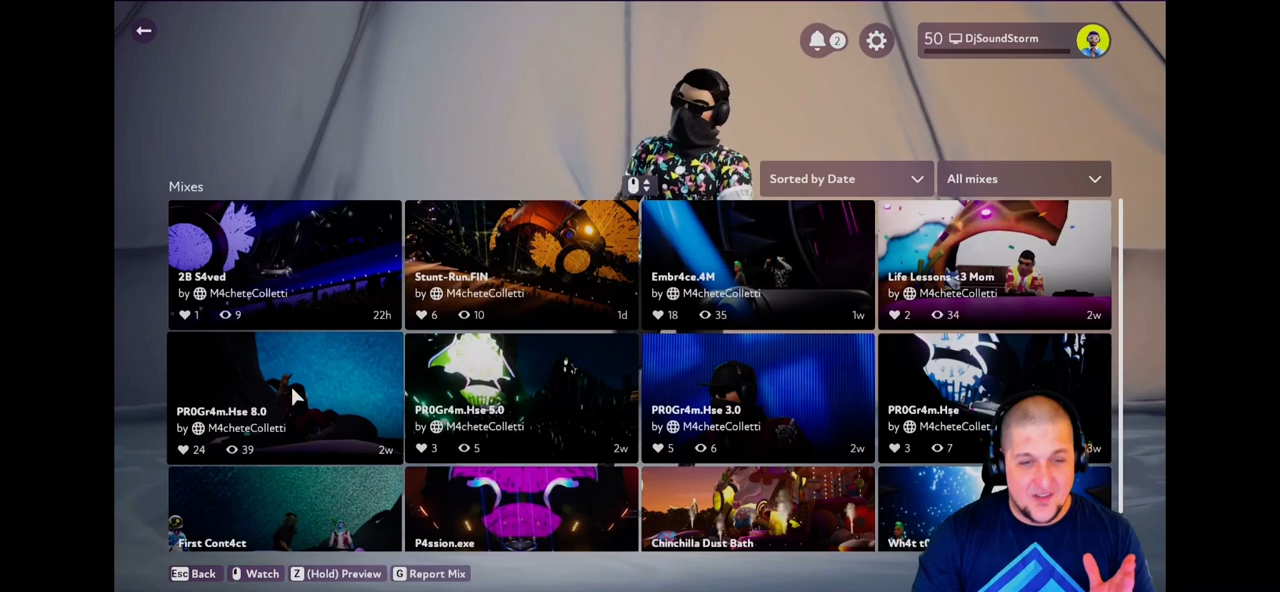 2
50 DjSoundStorm
Sorted by Date
All mixes
Mixes
2B S4ved
by M4cheteColletti
1 9 22h
Stunt-Run.FIN
by M4cheteColletti
6 10 1d
Embr4ce.4M
by M4cheteColletti
18 35 1w
Life Lessons <3 Mom
by M4cheteColletti
2 34 2w
PR0Gr4m.Hse 8.0
by M4cheteColletti
24 39 2w
PR0Gr4m.Hse 5.0
by M4cheteColletti
3 5 2w
PR0Gr4m.Hse 3.0
by M4cheteColletti
5 6 2w
PR0Gr4m.Hse
by M4cheteCollet
3 7 3w
First Cont4ct
P4ssion.exe
Chinchilla Dust Bath
Wh4t
Esc Back
Watch
Z (Hold) Preview
G Report Mix